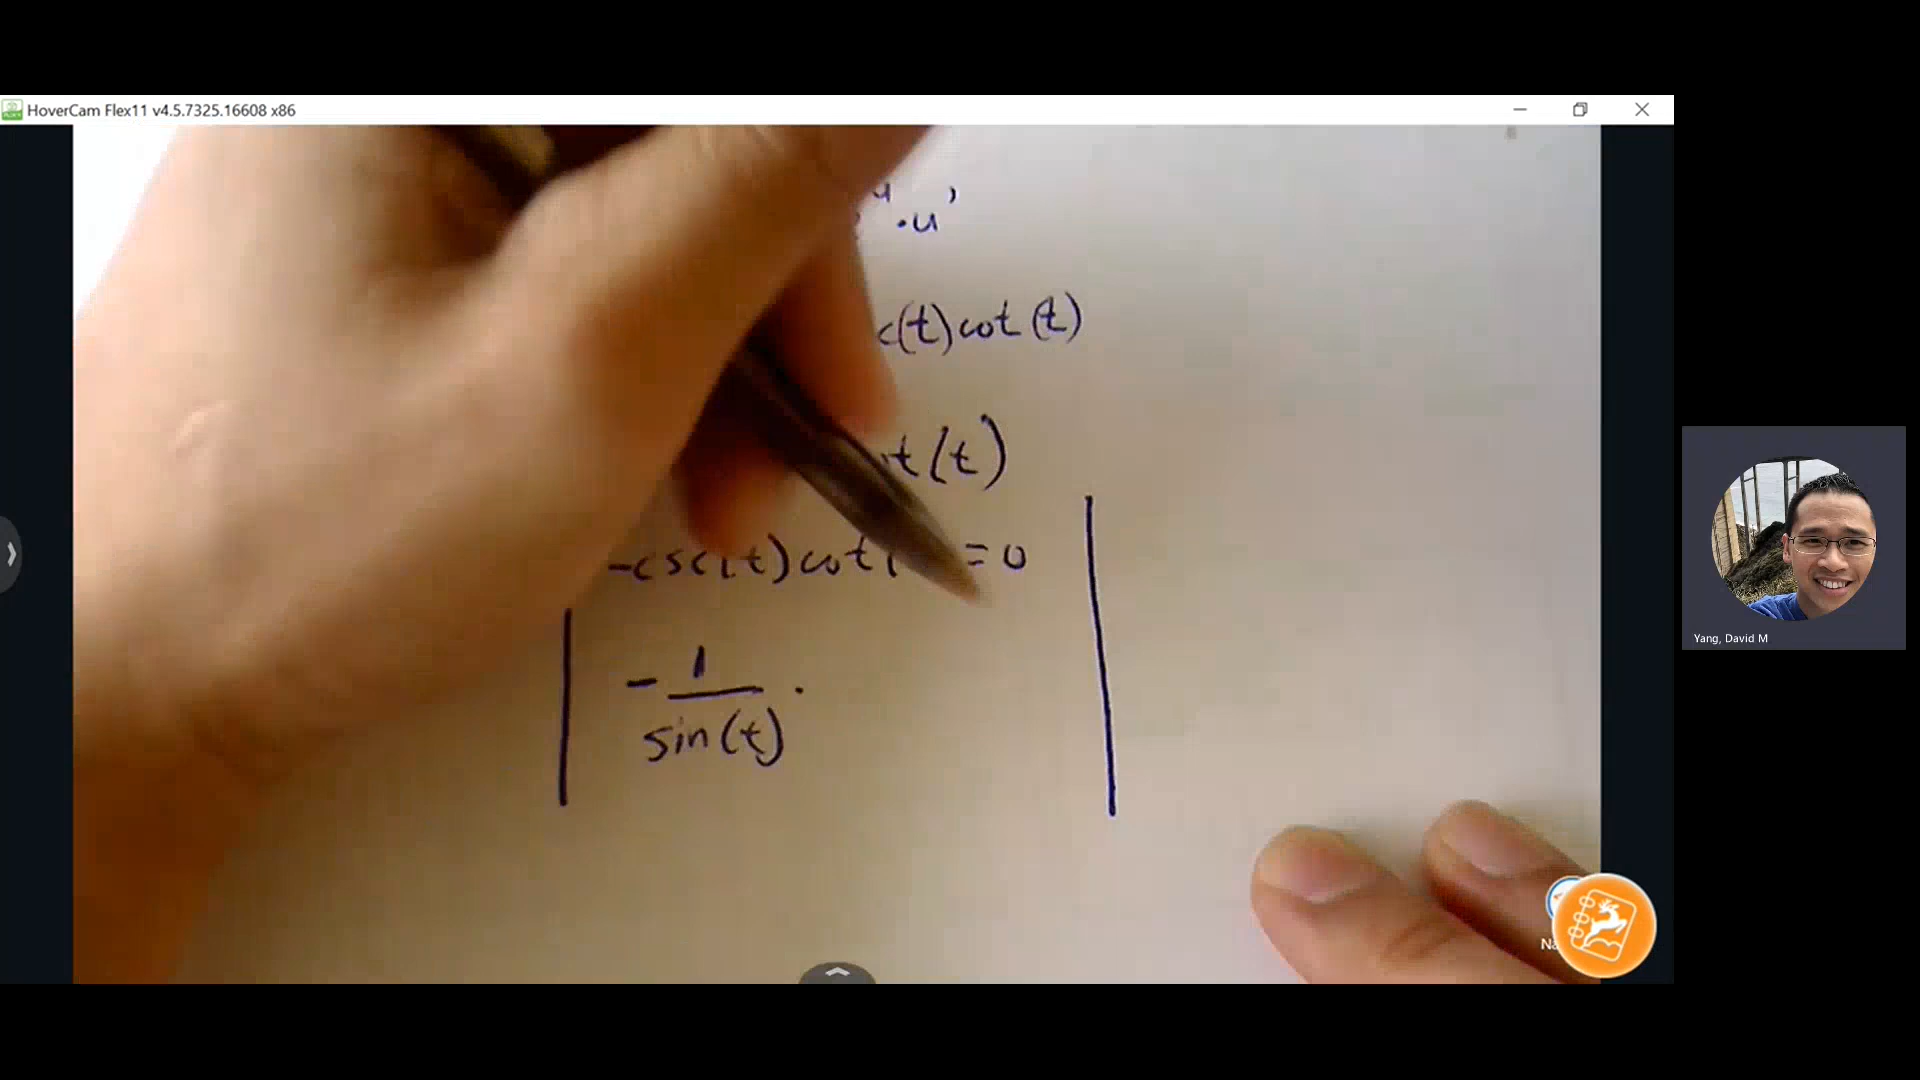 HoverCam Flex11 v4.5.7325.16608 x86
u
·u'
c(t)cot(t)
t(t)
-csc(t)cot( =0
- 1 / sin(t) ·
Yang, David M